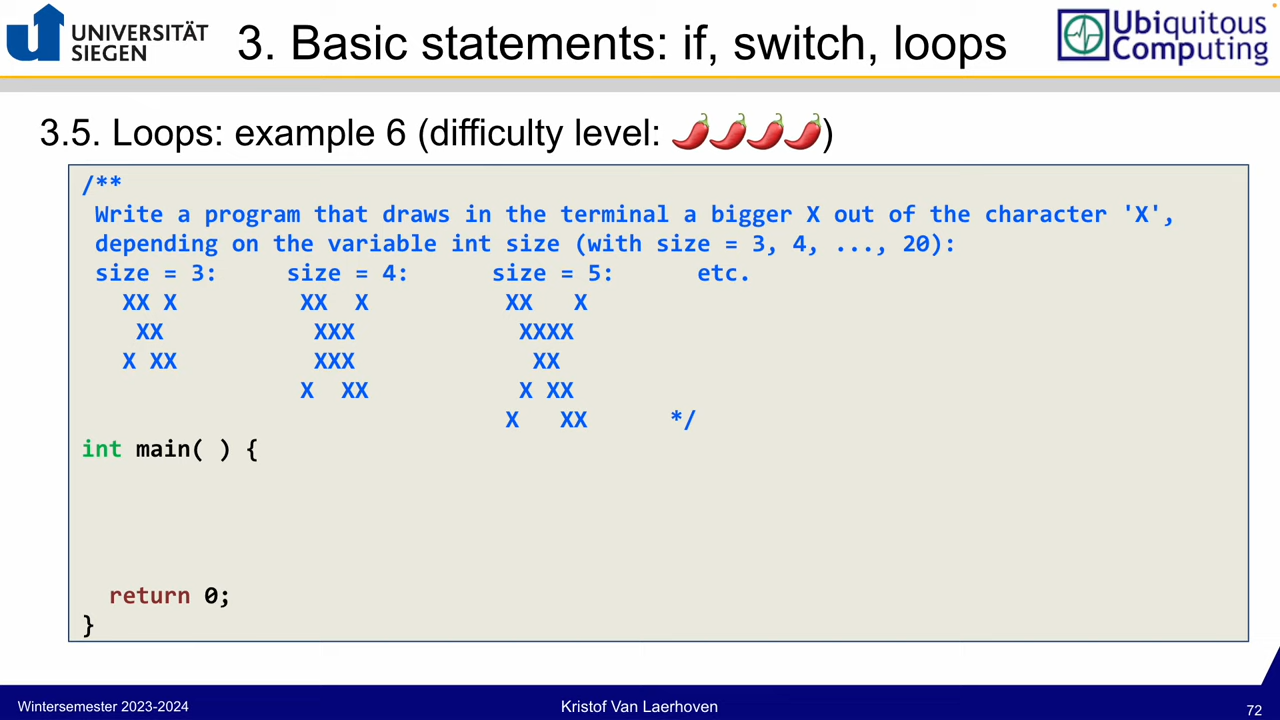 UNIVERSITÄT
SIEGEN
3. Basic statements: if, switch, loops
Ubiquitous
Computing
3.5. Loops: example 6 (difficulty level: 🌶️🌶️🌶️🌶️)
/**
 Write a program that draws in the terminal a bigger X out of the character 'X',
 depending on the variable int size (with size = 3, 4, ..., 20):
 size = 3:     size = 4:      size = 5:      etc.
   XX X         XX  X          XX   X
    XX           XXX            XXXX
   X XX          XXX             XX
                X  XX           X XX
                               X   XX      */
int main( ) {
  return 0;
}
Wintersemester 2023-2024
Kristof Van Laerhoven
72